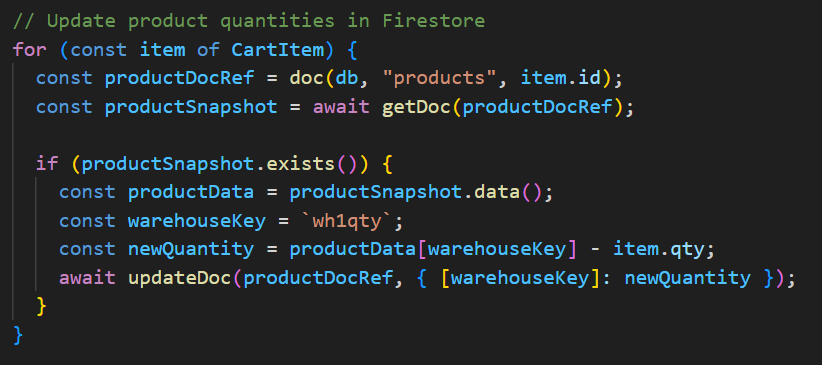 // Update product quantities in Firestore
for (const item of CartItem) {
  const productDocRef = doc(db, "products", item.id);
  const productSnapshot = await getDoc(productDocRef);

  if (productSnapshot.exists()) {
    const productData = productSnapshot.data();
    const warehouseKey = `wh1qty`;
    const newQuantity = productData[warehouseKey] - item.qty;
    await updateDoc(productDocRef, { [warehouseKey]: newQuantity });
  }
}